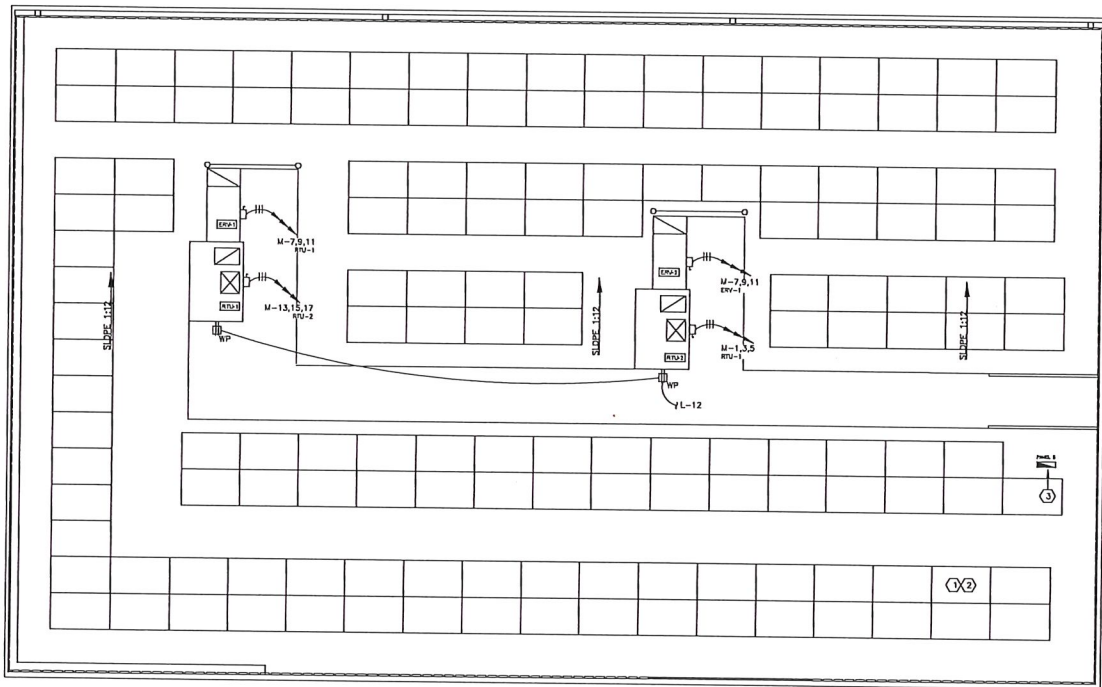 ERV-1
M-7,9,11
RTU-1
RTU-1
M-13,15,17
RTU-2
WP
SLOPE 1:12
ERV-2
M-7,9,11
ERV-1
RTU-2
M-1,3,5
RTU-1
WP
L-12
SLOPE 1:12
SLOPE 1:12
PANEL
3
1
2